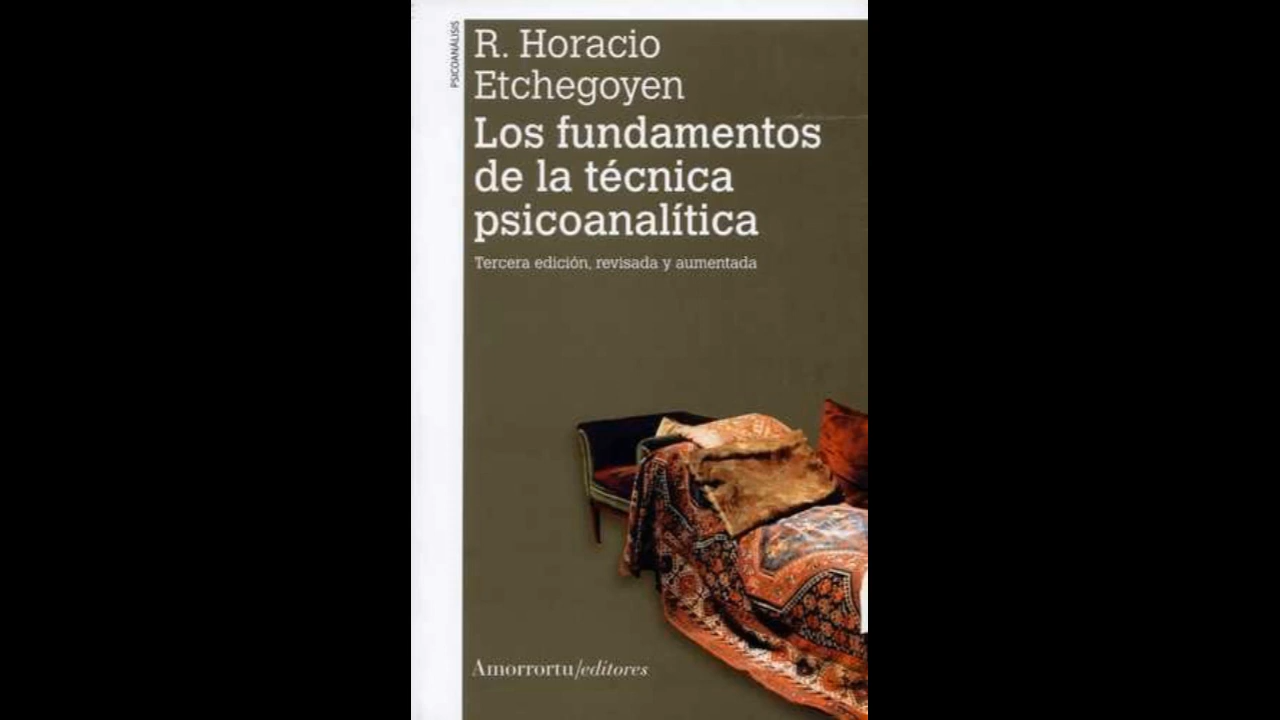 PSICOANÁLISIS
R. Horacio
Etchegoyen
Los fundamentos
de la técnica
psicoanalítica
Tercera edición, revisada y aumentada
Amorrortu/editores